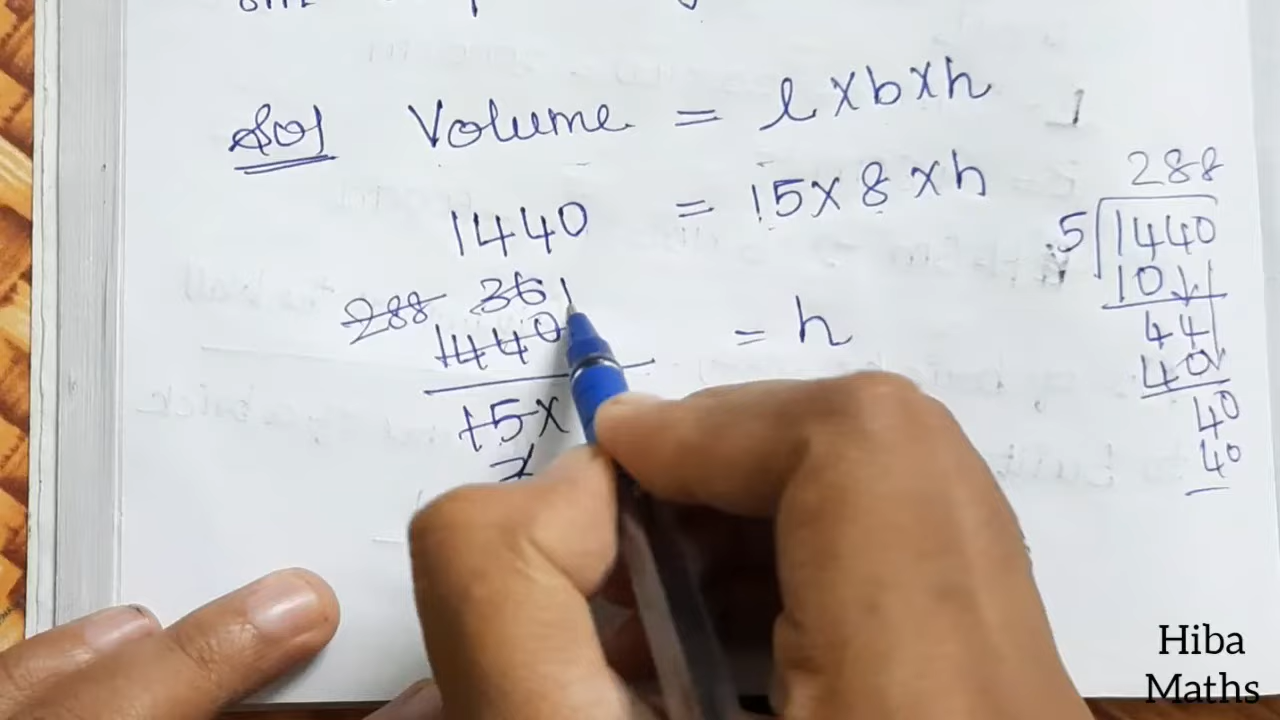 Sol Volume = l×b×h
1440 = 15×8×h
288 36 1
1440 = h
15×
288
5 1440
10
44
40
40
40
Hiba
Maths